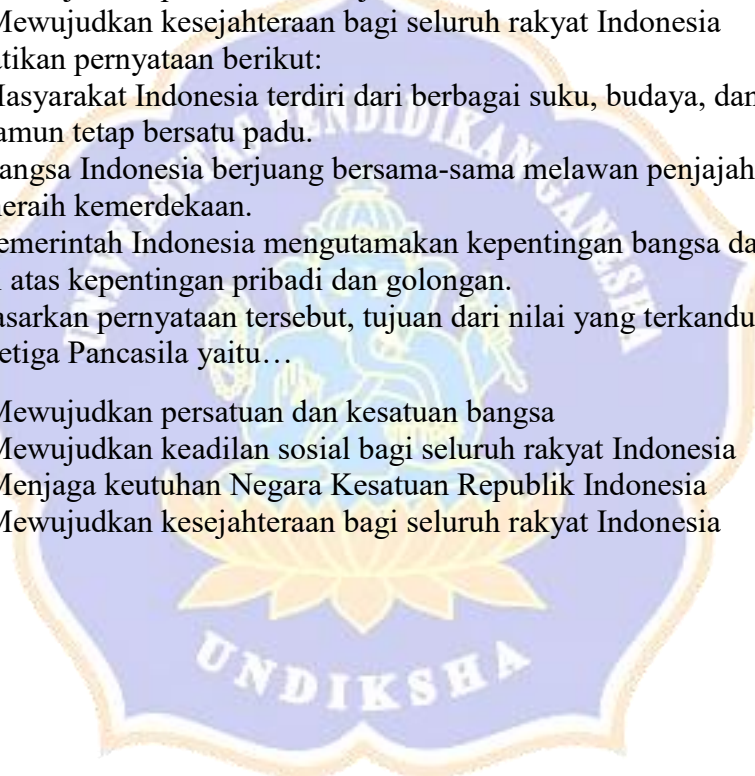 Mewujudkan kesejahteraan bagi seluruh rakyat Indonesia
atikan pernyataan berikut:
Masyarakat Indonesia terdiri dari berbagai suku, budaya, dan
amun tetap bersatu padu.
angsa Indonesia berjuang bersama-sama melawan penjajah
eraih kemerdekaan.
emerintah Indonesia mengutamakan kepentingan bangsa da
i atas kepentingan pribadi dan golongan.
asarkan pernyataan tersebut, tujuan dari nilai yang terkandu
etiga Pancasila yaitu…
Mewujudkan persatuan dan kesatuan bangsa
Mewujudkan keadilan sosial bagi seluruh rakyat Indonesia
Menjaga keutuhan Negara Kesatuan Republik Indonesia
Mewujudkan kesejahteraan bagi seluruh rakyat Indonesia
UNIVERSITAS PENDIDIKAN GANESHA
UNDIKSHA